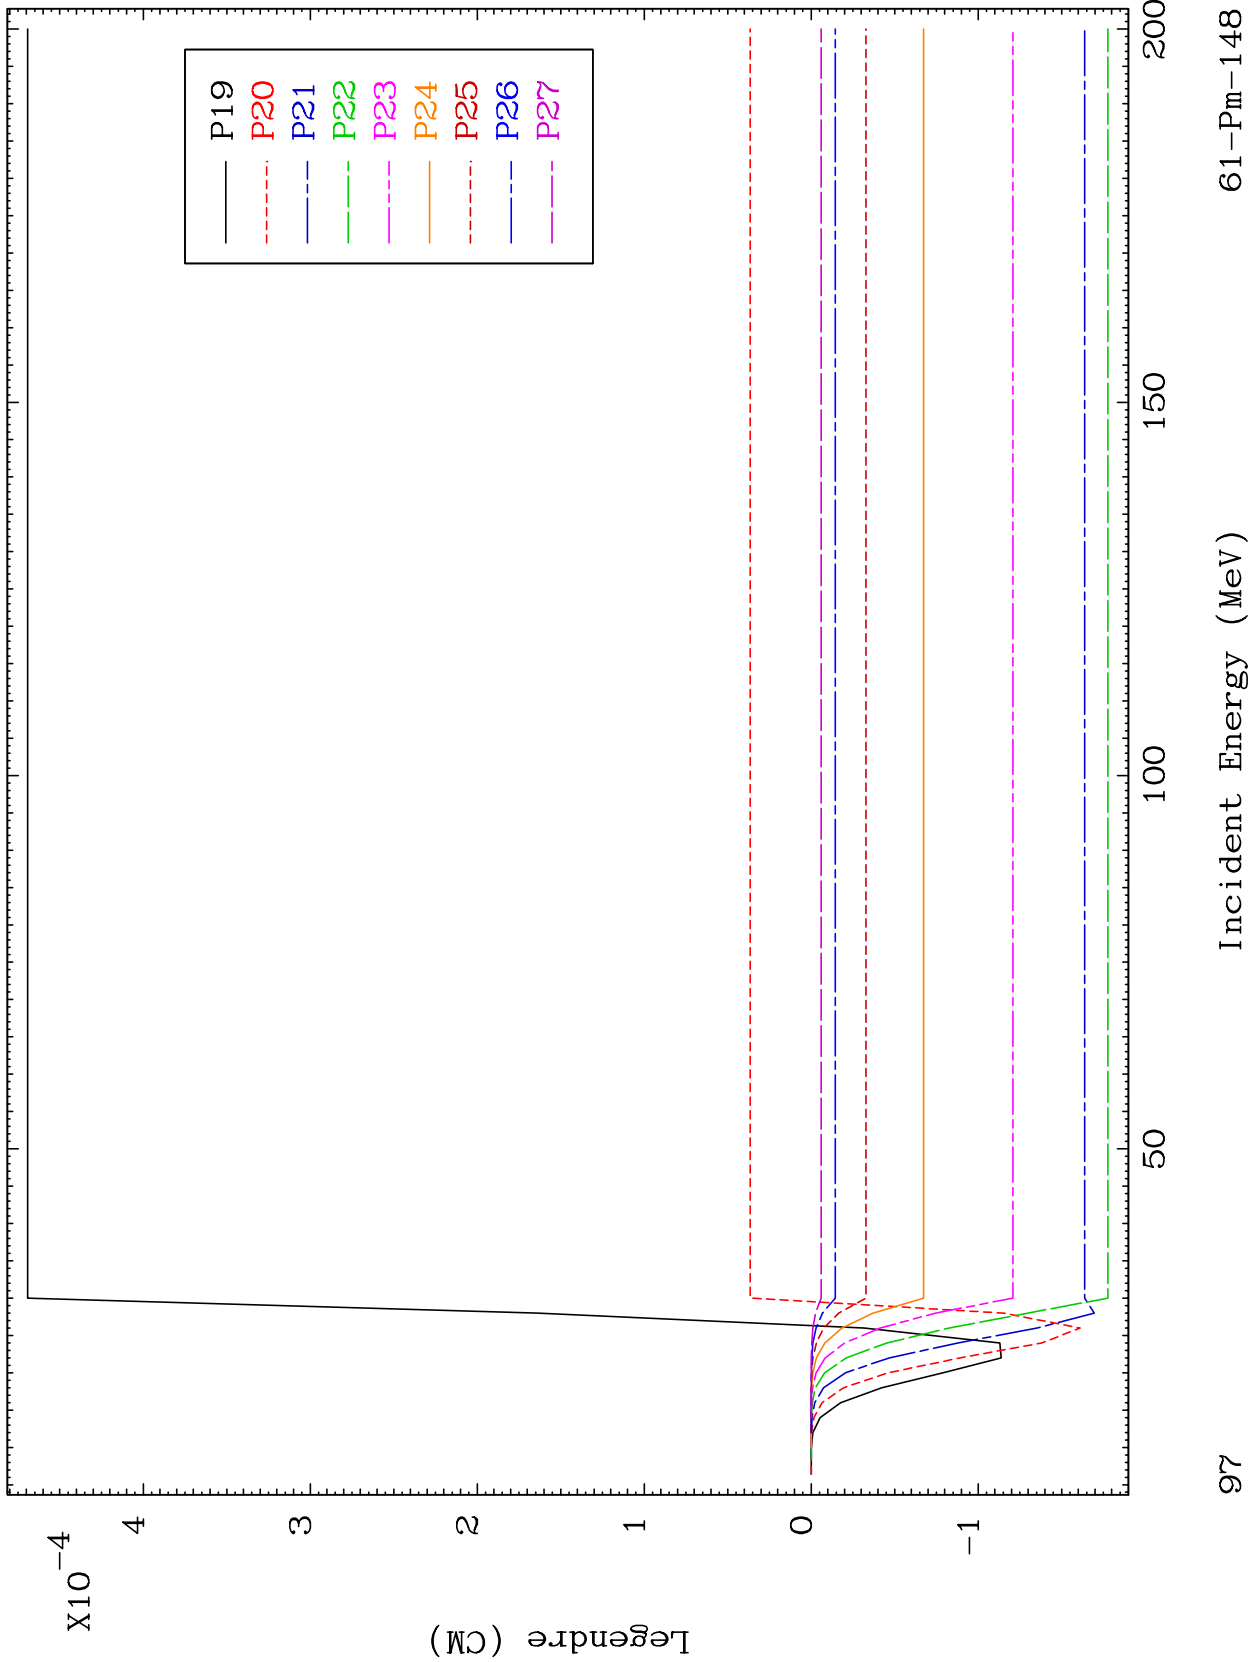 X10-4
4
3
2
1
0
-1
Legendre (CM)
P19
P20
P21
P22
P23
P24
P25
P26
P27
50
100
150
200
Incident Energy (MeV)
97
61-Pm-148